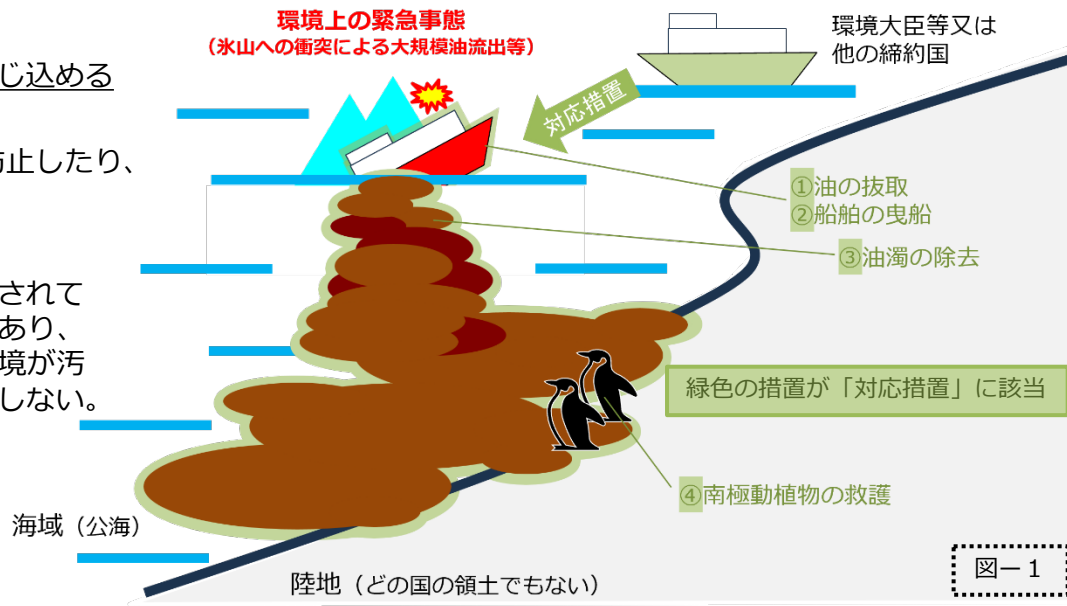 環境上の緊急事態
（氷山への衝突による大規模油流出等）
環境大臣等又は
他の締約国
じ込める
対応措置
防止したり、
①油の抜取
②船舶の曳船
③油濁の除去
されて
あり、
境が汚
しない。
緑色の措置が「対応措置」に該当
④南極動植物の救護
海域（公海）
陸地（どの国の領土でもない）
図－１